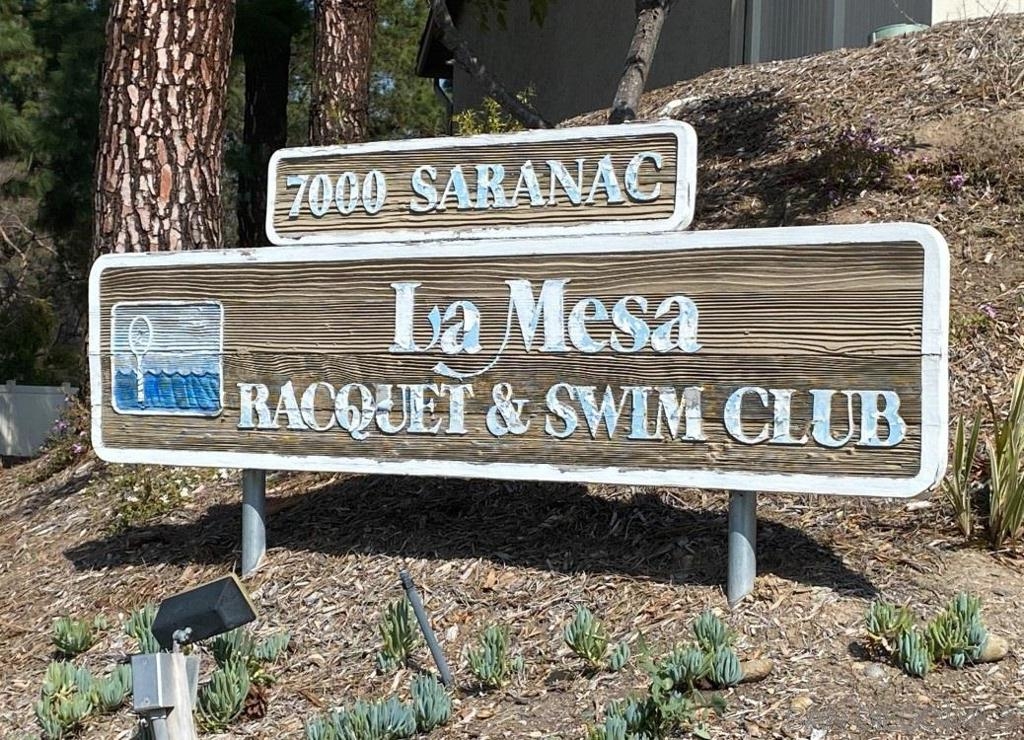 7000 SARANAC
La Mesa
RACQUET & SWIM CLUB